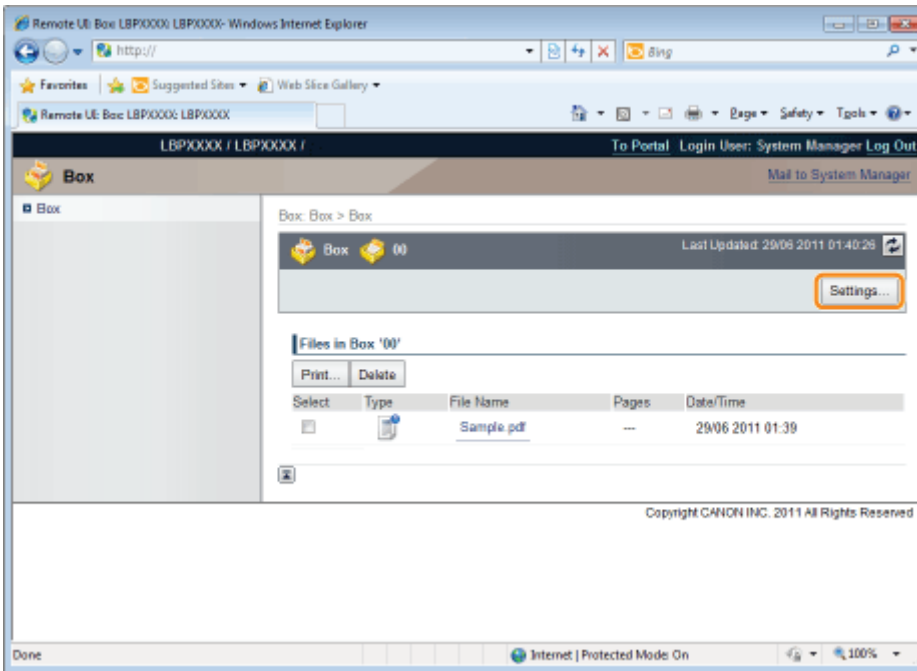 Remote UI: Box: LBPXXXX: LBPXXXX- Windows Internet Explorer
http://
Bing
Favorites Suggested Sites Web Slice Gallery
Remote UI: Box: LBPXXXX: LBPXXXX Page Safety Tools
LBPXXXX / LBPXXXX / To Portal Login User: System Manager Log Out
Box Mail to System Manager
Box
Box: Box > Box
Box 00 Last Updated: 29/06 2011 01:40:26
Settings...
Files in Box '00'
Print... Delete
Select Type File Name Pages Date/Time
Sample.pdf --- 29/06 2011 01:39
Copyright CANON INC. 2011 All Rights Reserved
Done Internet | Protected Mode: On 100%